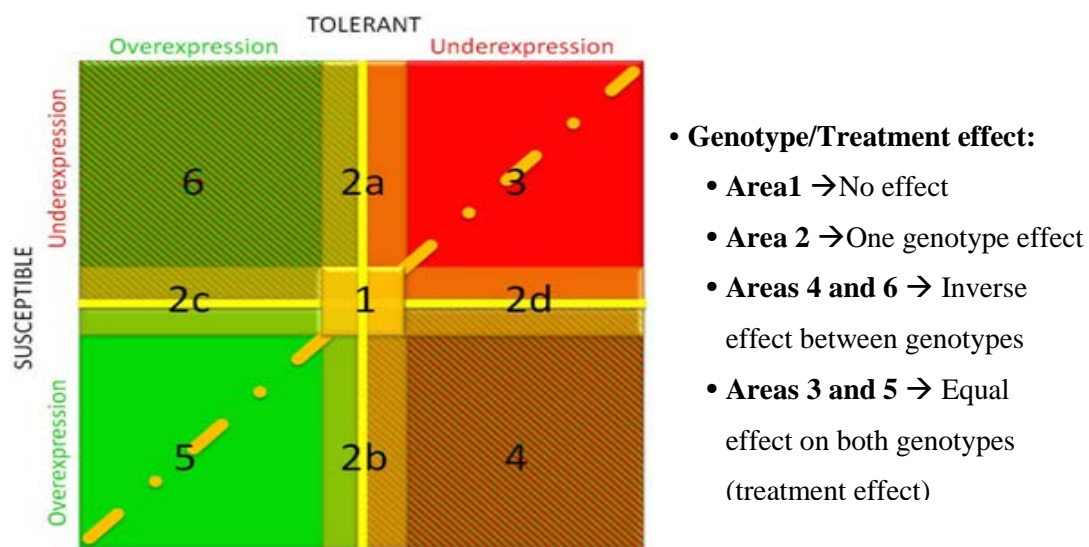 TOLERANT
Overexpression
Underexpression
SUSCEPTIBLE
Underexpression
Overexpression
6
2a
3
2c
1
2d
5
2b
4
• Genotype/Treatment effect:
• Area1 →No effect
• Area 2 →One genotype effect
• Areas 4 and 6 → Inverse
effect between genotypes
• Areas 3 and 5 → Equal
effect on both genotypes
(treatment effect)